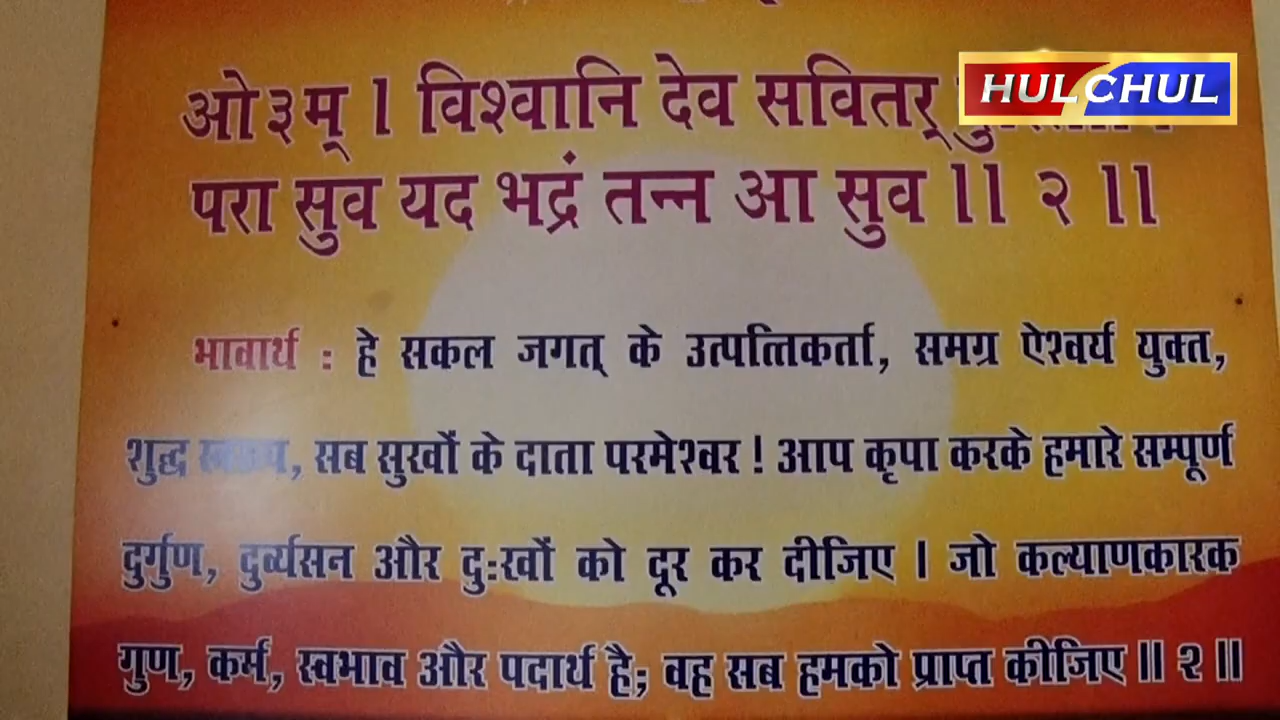 ओ३म् । विश्वानि देव सवितर्
HULCHUL
परा सुव यद भद्रं तन्न आ सुव ।। २ ।।
भावार्थ : हे सकल जगत् के उत्पत्तिकर्ता, समग्र ऐश्वर्य युक्त,
शुद्ध स्वरूप, सब सुखों के दाता परमेश्वर ! आप कृपा करके हमारे सम्पूर्ण
दुर्गुण, दुर्व्यसन और दुःखों को दूर कर दीजिए । जो कल्याणकारक
गुण, कर्म, स्वभाव और पदार्थ है; वह सब हमको प्राप्त कीजिए ॥ २ ॥